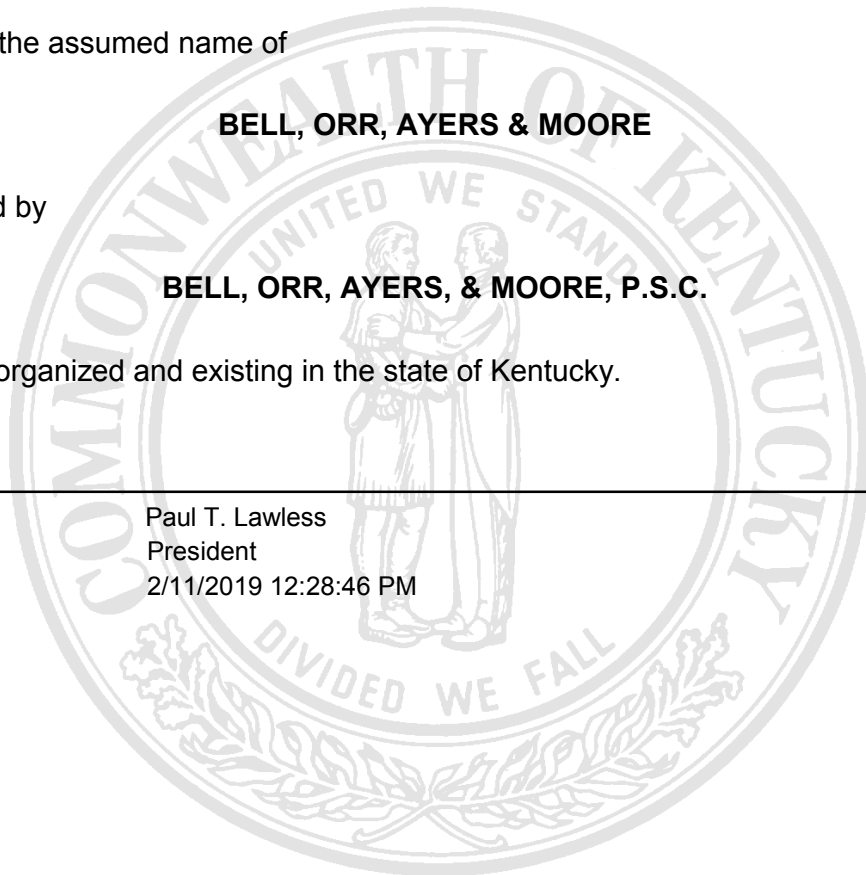 the assumed name of
BELL, ORR, AYERS & MOORE
d by
BELL, ORR, AYERS, & MOORE, P.S.C.
organized and existing in the state of Kentucky.
Paul T. Lawless
President
2/11/2019 12:28:46 PM
COMMONWEALTH OF KENTUCKY
UNITED WE STAND
DIVIDED WE FALL